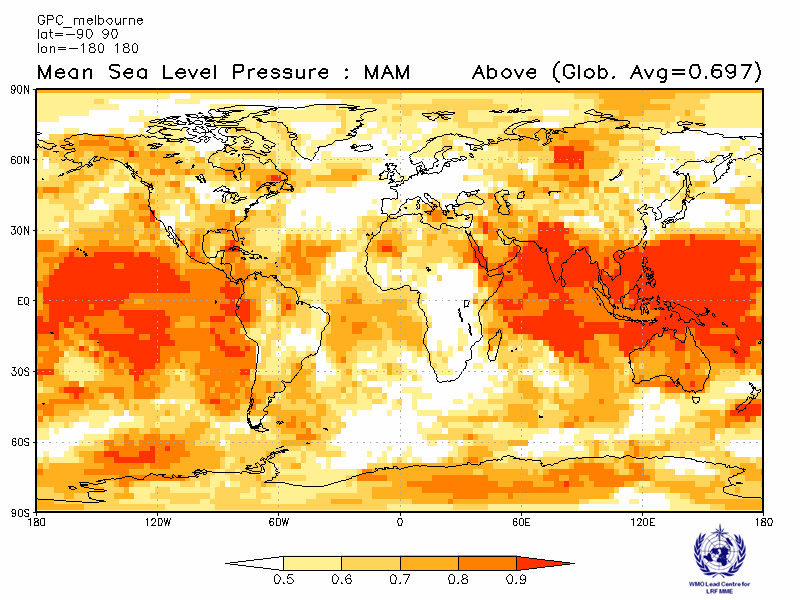 GPC_melbourne
lat=-90 90
lon=-180 180
Mean Sea Level Pressure : MAM Above (Glob. Avg=0.697)
90N
60N
30N
EQ
30S
60S
90S
180 120W 60W 0 60E 120E 180
0.5 0.6 0.7 0.8 0.9
WMO Lead Centre for
LRF MME